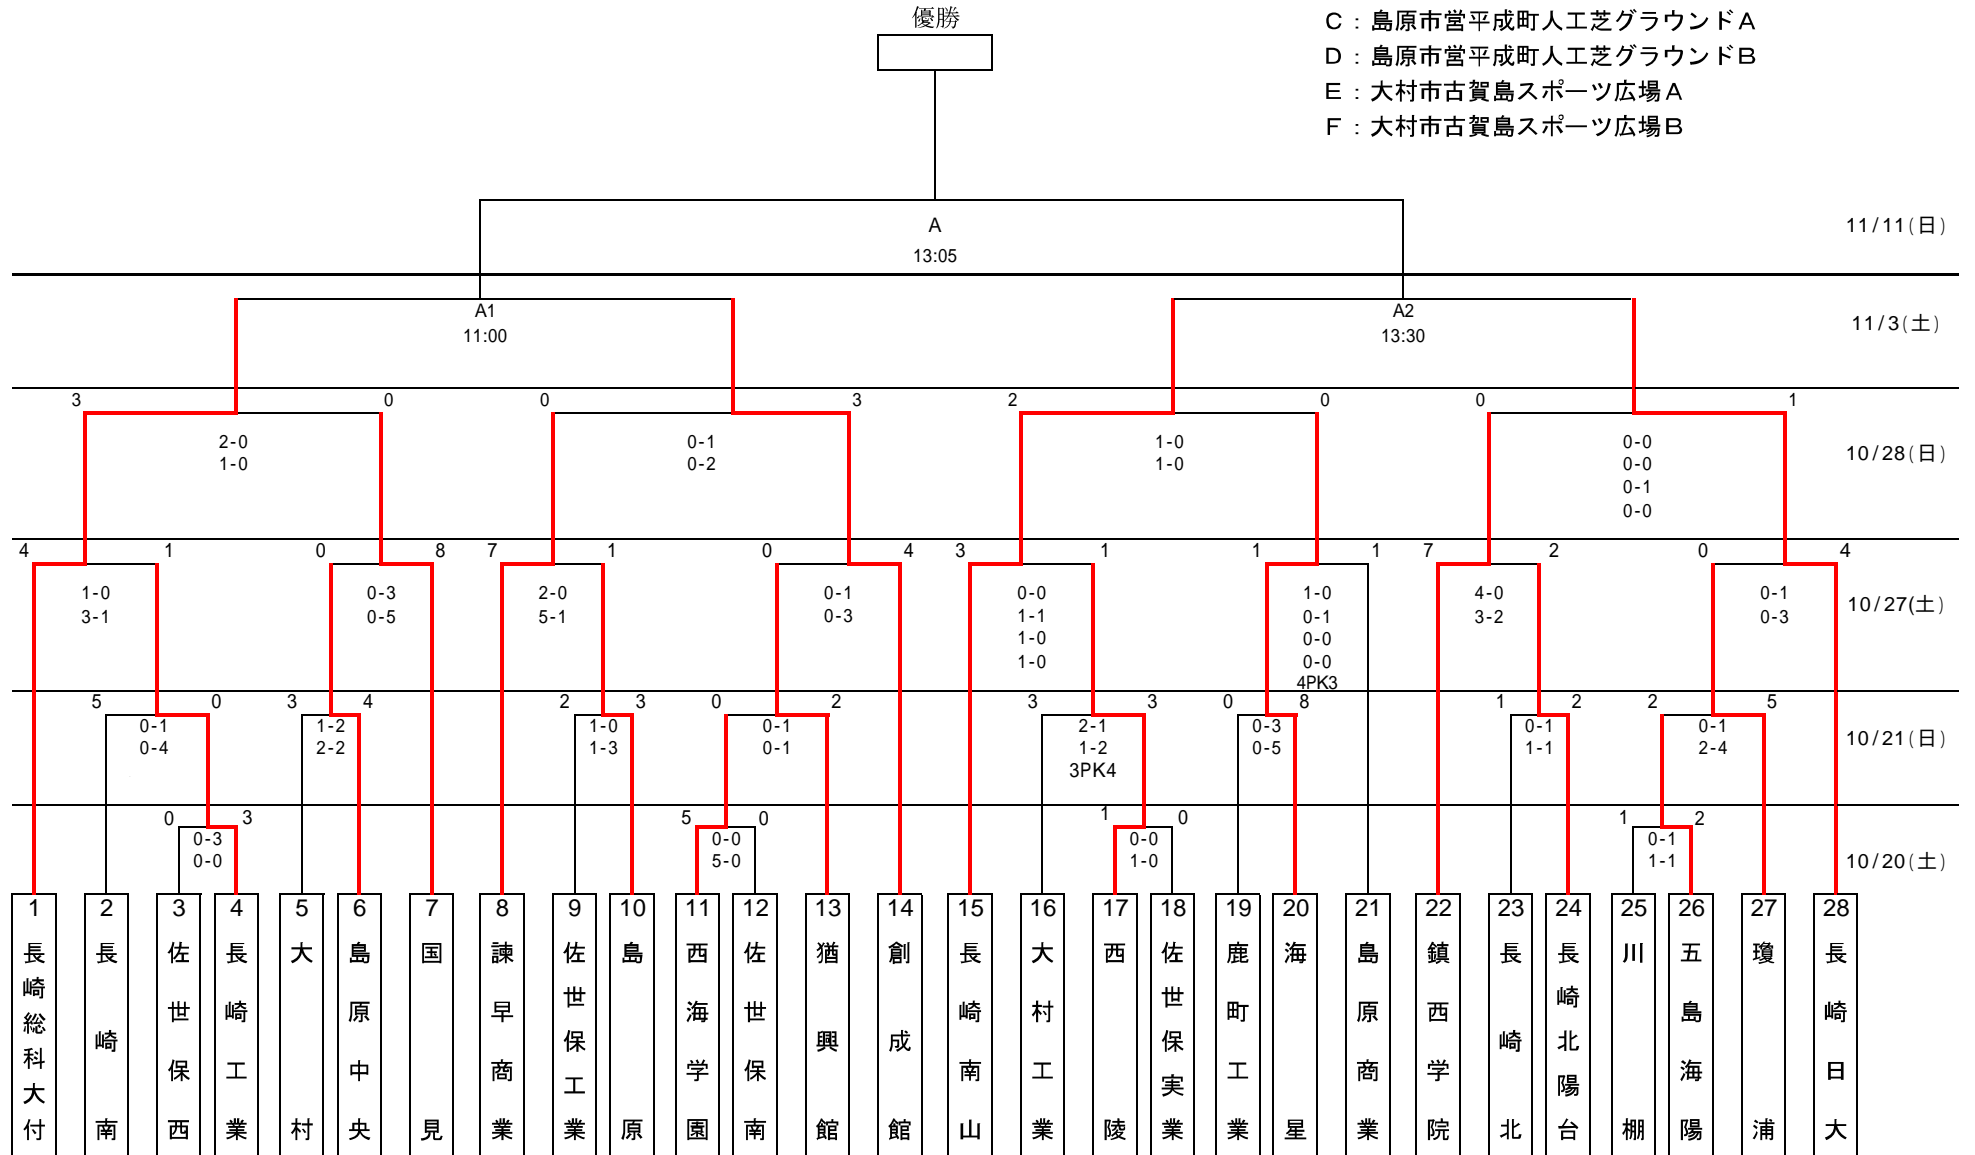 優勝
C：島原市営平成町人工芝グラウンドA
D：島原市営平成町人工芝グラウンドB
E：大村市古賀島スポーツ広場A
F：大村市古賀島スポーツ広場B
A
13:05
11/11(日)
A1
11:00
A2
13:30
11/3(土)
3 0 0 3 2 0 0 1
2-0 0-1 1-0 0-0
1-0 0-2 1-0 0-0
0-1
0-0
10/28(日)
4 1 0 8 7 1 0 4 3 1 1 1 7 2 0 4
1-0 0-3 2-0 0-1 0-0 1-0 4-0 0-1
3-1 0-5 5-1 0-3 1-1 0-1 3-2 0-3
1-0 0-0
1-0 0-0
4PK3
10/27(土)
5 0 3 4 2 3 0 2 3 3 0 8 1 2 2 5
0-1 1-2 1-0 0-1 2-1 0-3 0-1 0-1
0-4 2-2 1-3 0-1 1-2 0-5 1-1 2-4
3PK4
10/21(日)
0 3 5 0 1 0 1 2
0-3 0-0 0-0 0-1
0-0 5-0 1-0 1-1
10/20(土)
1 長崎総科大付
2 長崎南
3 佐世保西
4 長崎工業
5 大村
6 島原中央
7 国見
8 諫早商業
9 佐世保工業
10 島原
11 西海学園
12 佐世保南
13 猶興館
14 創成館
15 長崎南山
16 大村工業
17 西陵
18 佐世保実業
19 鹿町工業
20 海星
21 島原商業
22 鎮西学院
23 長崎北
24 長崎北陽台
25 川棚
26 五島海陽
27 瓊浦
28 長崎日大